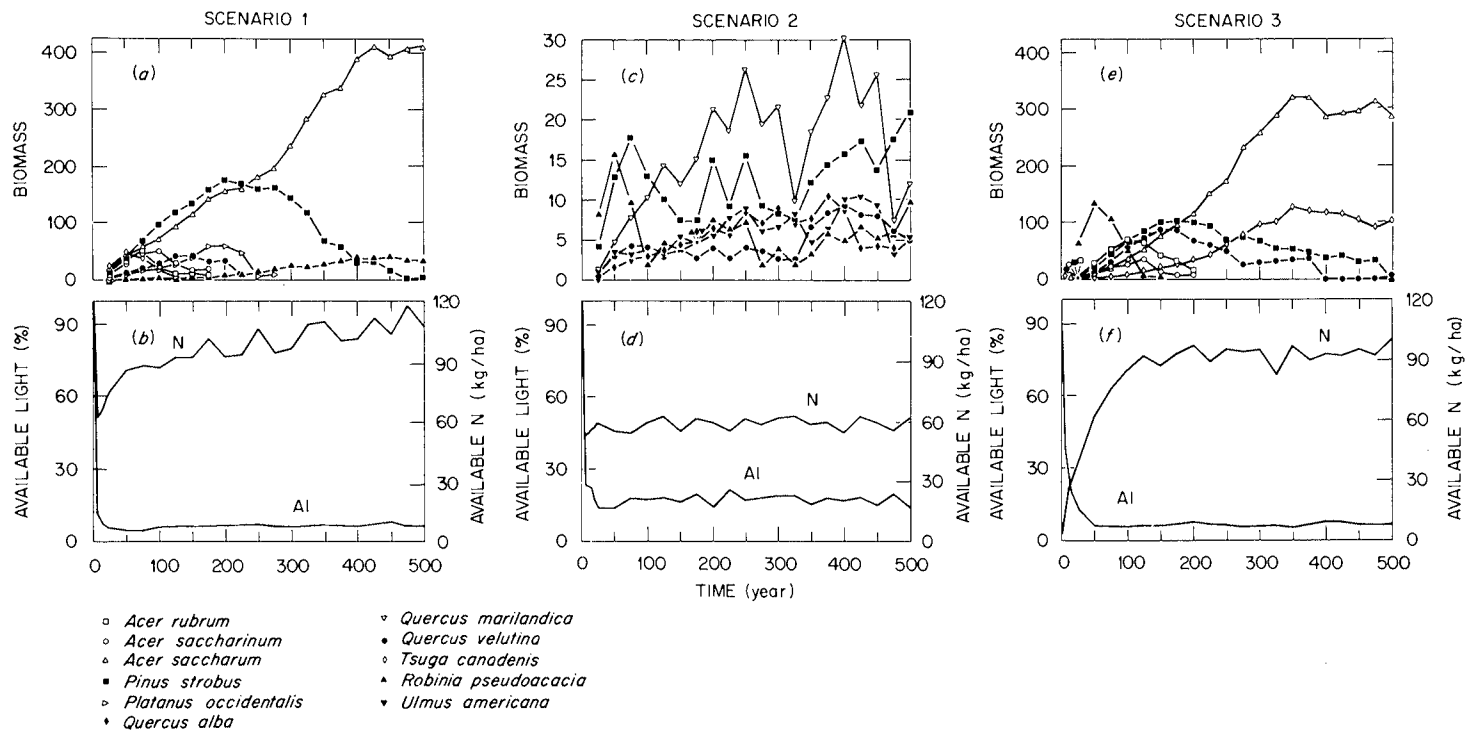 SCENARIO 1
SCENARIO 2
SCENARIO 3
BIOMASS
400
300
200
100
0
(a)
BIOMASS
30
25
20
15
10
5
0
(c)
BIOMASS
400
300
200
100
0
(e)
AVAILABLE LIGHT (%)
90
60
30
0
(b)
N
Al
120
90
60
30
0
AVAILABLE N (kg/ha)
AVAILABLE LIGHT (%)
90
60
30
0
(d)
N
Al
120
90
60
30
0
AVAILABLE N (kg/ha)
AVAILABLE LIGHT (%)
90
60
30
0
(f)
N
Al
120
90
60
30
0
AVAILABLE N (kg/ha)
0 100 200 300 400 500
0 100 200 300 400 500
0 100 200 300 400 500
TIME (year)
Acer rubrum
Acer saccharinum
Acer saccharum
Pinus strobus
Platanus occidentalis
Quercus alba
Quercus marilandica
Quercus velutina
Tsuga canadenis
Robinia pseudoacacia
Ulmus americana